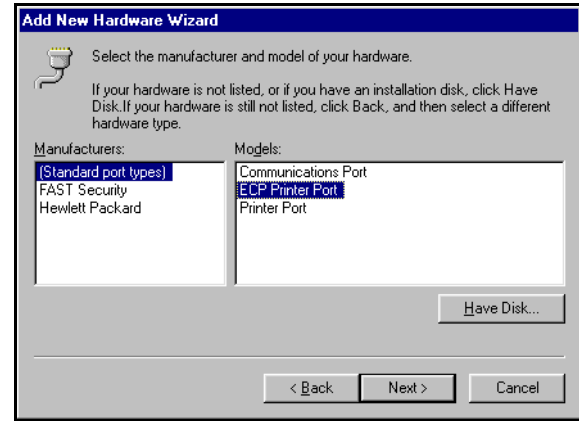 Add New Hardware Wizard
Select the manufacturer and model of your hardware.
If your hardware is not listed, or if you have an installation disk, click Have
Disk.If your hardware is still not listed, click Back, and then select a different
hardware type.
Manufacturers:
(Standard port types)
FAST Security
Hewlett Packard
Models:
Communications Port
ECP Printer Port
Printer Port
Have Disk...
< Back
Next >
Cancel